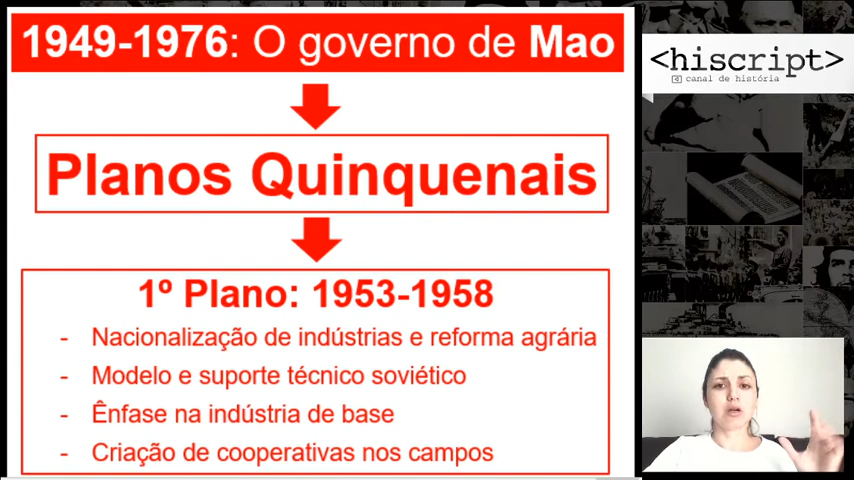 1949-1976: O governo de Mao
Planos Quinquenais
1º Plano: 1953-1958
- Nacionalização de indústrias e reforma agrária
- Modelo e suporte técnico soviético
- Ênfase na indústria de base
- Criação de cooperativas nos campos
<hiscript>
canal de história